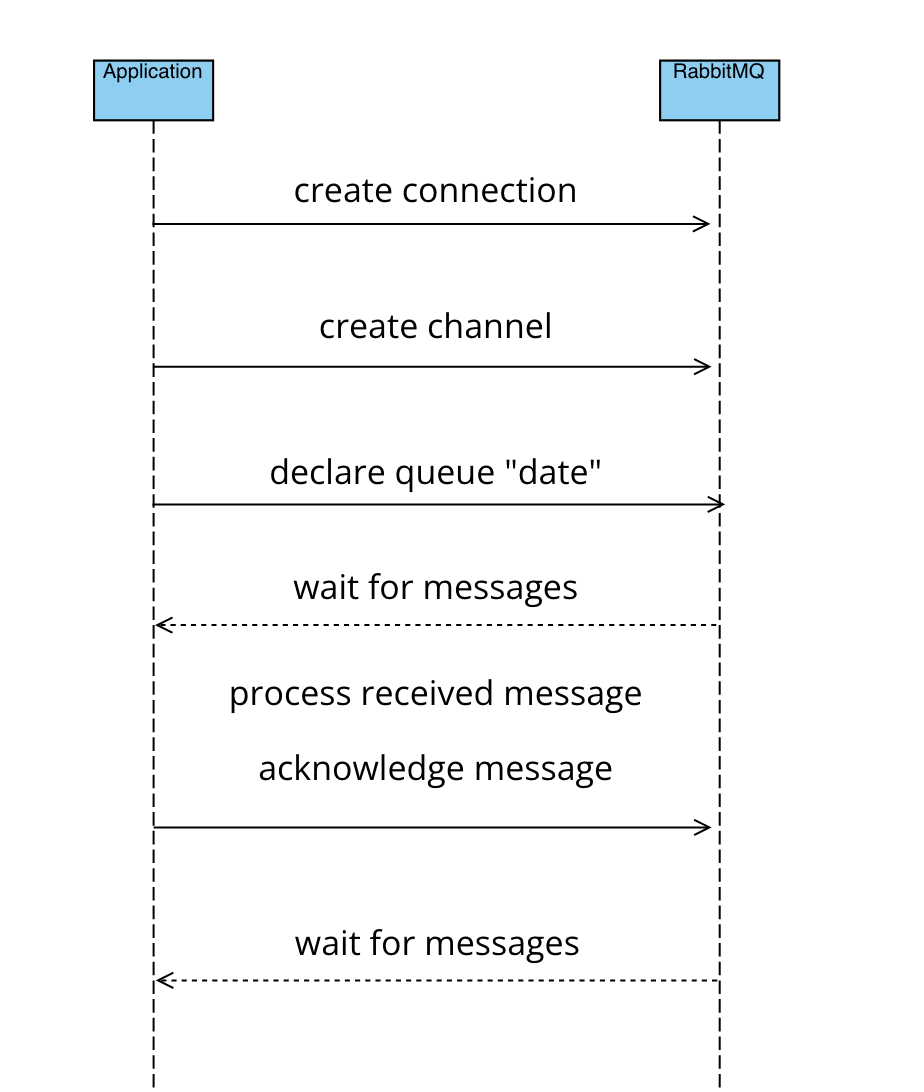 Application
RabbitMQ
create connection
create channel
declare queue "date"
wait for messages
process received message
acknowledge message
wait for messages